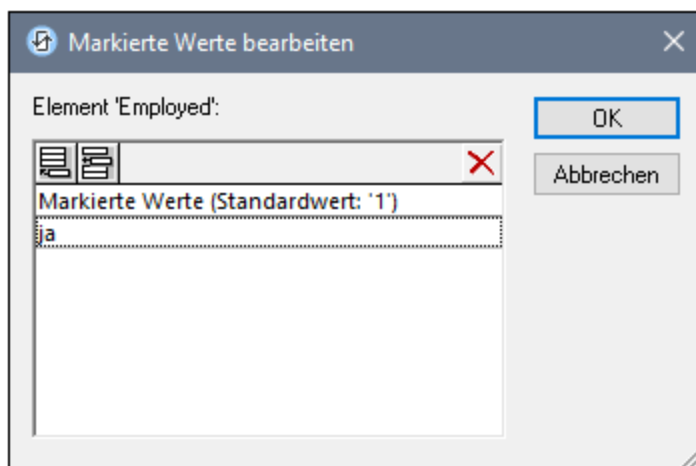 Markierte Werte bearbeiten
Element 'Employed':
OK
Abbrechen
Markierte Werte (Standardwert: '1')
ja